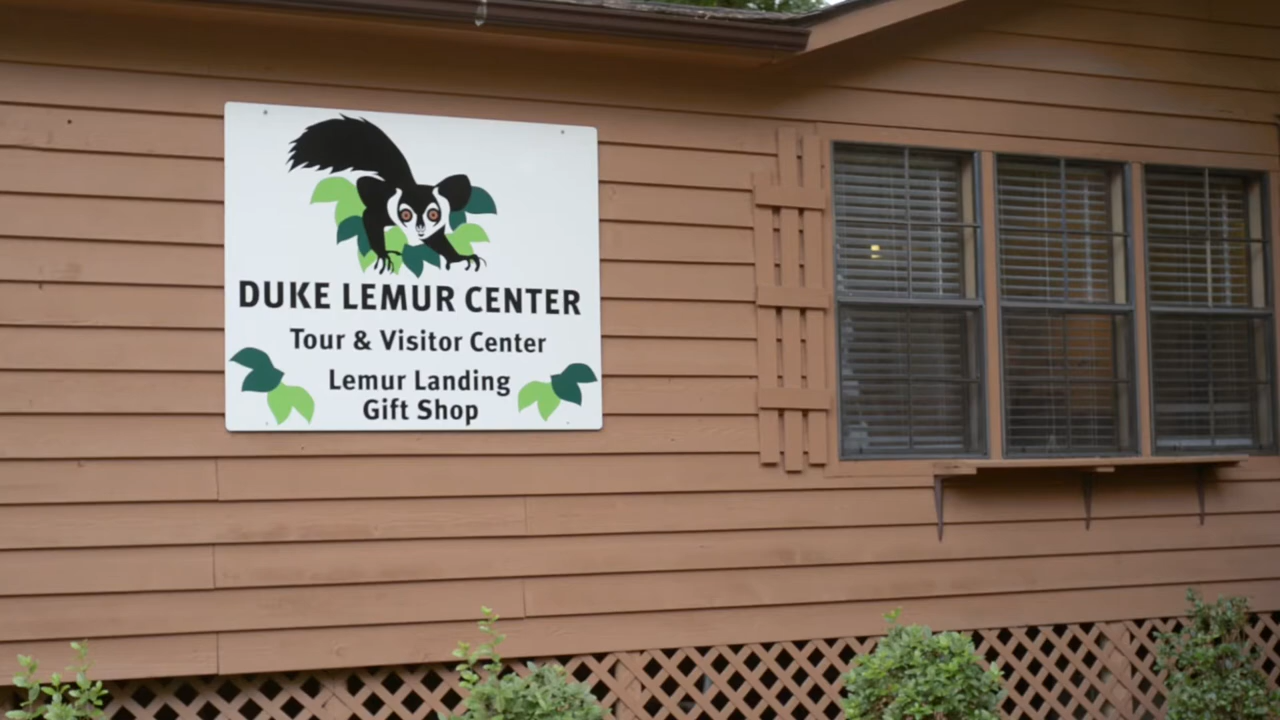 DUKE LEMUR CENTER
Tour & Visitor Center
Lemur Landing
Gift Shop